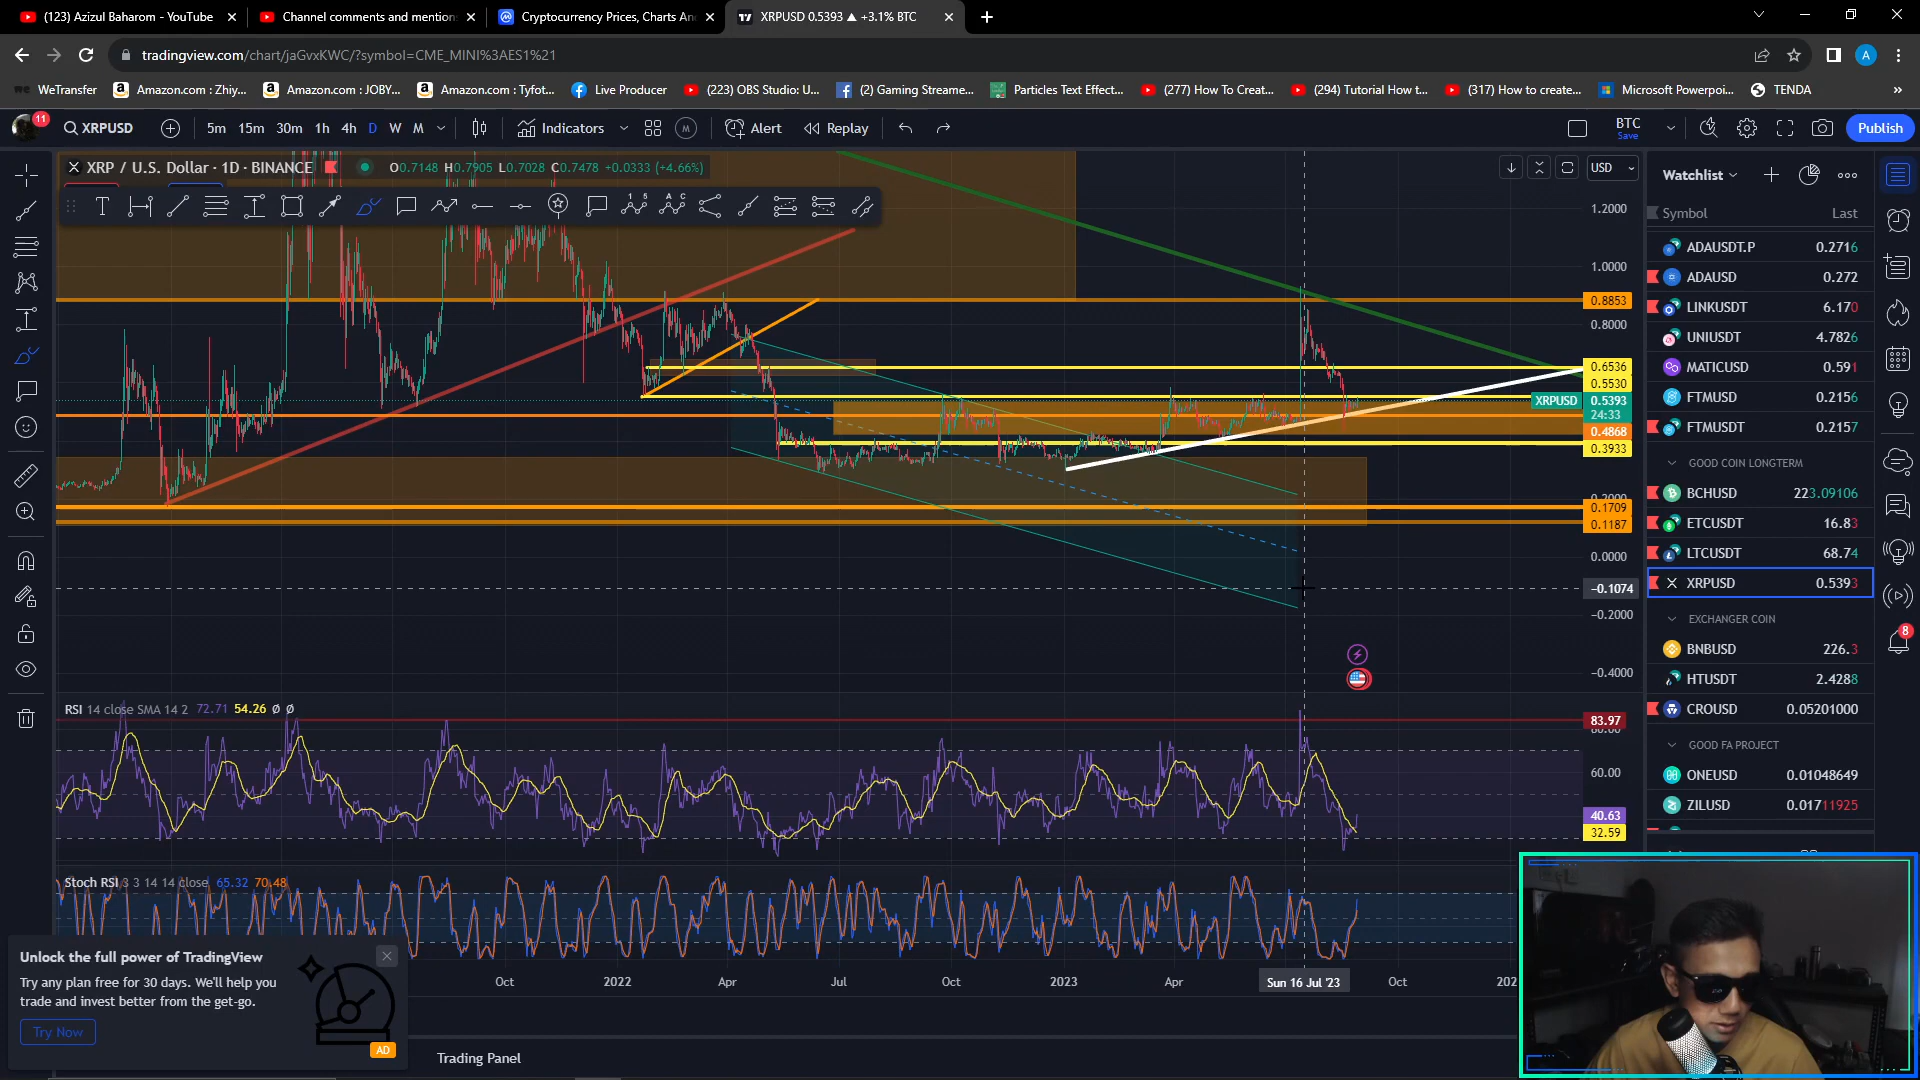 (123) Azizul Baharom - YouTube
Channel comments and mention
Cryptocurrency Prices, Charts An
XRPUSD 0.5393 ▲ +3.1% BTC
tradingview.com/chart/jaGvxKWC/?symbol=CME_MINI%3AES1%21
A
WeTransfer
Amazon.com : Zhiy...
Amazon.com : JOBY...
Amazon.com : Tyfot...
Live Producer
(223) OBS Studio: U...
(2) Gaming Streame...
Particles Text Effect...
(277) How To Creat...
(294) Tutorial How t...
(317) How to create...
Microsoft Powerpoi...
TENDA
11
XRPUSD
5m 15m 30m 1h 4h D W M
Indicators
M
Alert
Replay
BTC
Save
Publish
XRP / U.S. Dollar · 1D · BINANCE
O0.7148 H0.7905 L0.7028 C0.7478 +0.0333 (+4.66%)
USD
1.2000
1.0000
0.8853
0.8000
0.6536
0.5530
XRPUSD 0.5393
24:33
0.4868
0.3933
0.2000
0.1709
0.1187
0.0000
−0.1074
−0.2000
−0.4000
RSI 14 close SMA 14 2 72.71 54.26 ø ø
83.97
80.00
60.00
40.63
32.59
Stoch RSI 3 3 14 14 close 65.32 70.48
Oct 2022 Apr Jul Oct 2023 Apr Sun 16 Jul '23 Oct 202
Unlock the full power of TradingView
Try any plan free for 30 days. We'll help you
trade and invest better from the get-go.
Try Now
AD
Trading Panel
Watchlist
Symbol Last
ADAUSDT.P 0.2716
ADAUSD 0.272
LINKUSDT 6.170
UNIUSDT 4.7826
MATICUSD 0.591
FTMUSD 0.2156
FTMUSDT 0.2157
GOOD COIN LONGTERM
BCHUSD 223.09106
ETCUSDT 16.83
LTCUSDT 68.74
XRPUSD 0.5393
EXCHANGER COIN
BNBUSD 226.3
HTUSDT 2.4288
CROUSD 0.05201000
GOOD FA PROJECT
ONEUSD 0.01048649
ZILUSD 0.01711925
8